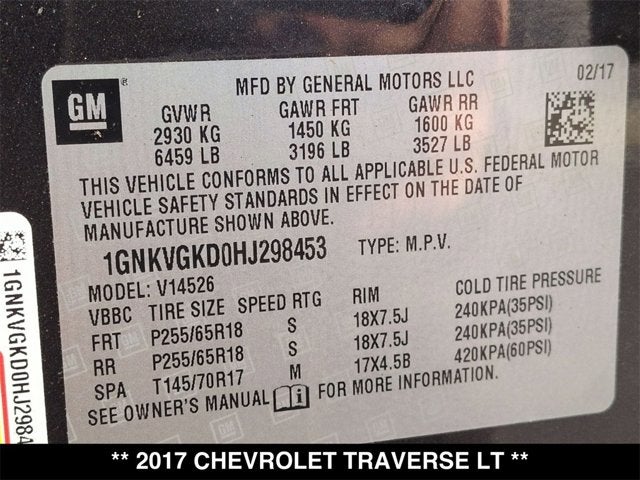 GM
®
MFD BY GENERAL MOTORS LLC
02/17
GVWR GAWR FRT GAWR RR
2930 KG 1450 KG 1600 KG
6459 LB 3196 LB 3527 LB
THIS VEHICLE CONFORMS TO ALL APPLICABLE U.S. FEDERAL MOTOR
VEHICLE SAFETY STANDARDS IN EFFECT ON THE DATE OF
MANUFACTURE SHOWN ABOVE.
1GNKVGKD0HJ298453 TYPE: M.P.V.
MODEL: V14526
VBBC TIRE SIZE SPEED RTG RIM COLD TIRE PRESSURE
FRT P255/65R18 S 18X7.5J 240KPA(35PSI)
RR P255/65R18 S 18X7.5J 240KPA(35PSI)
SPA T145/70R17 M 17X4.5B 420KPA(60PSI)
SEE OWNER'S MANUAL i FOR MORE INFORMATION.
1GNKVGKD0HJ2984
** 2017 CHEVROLET TRAVERSE LT **